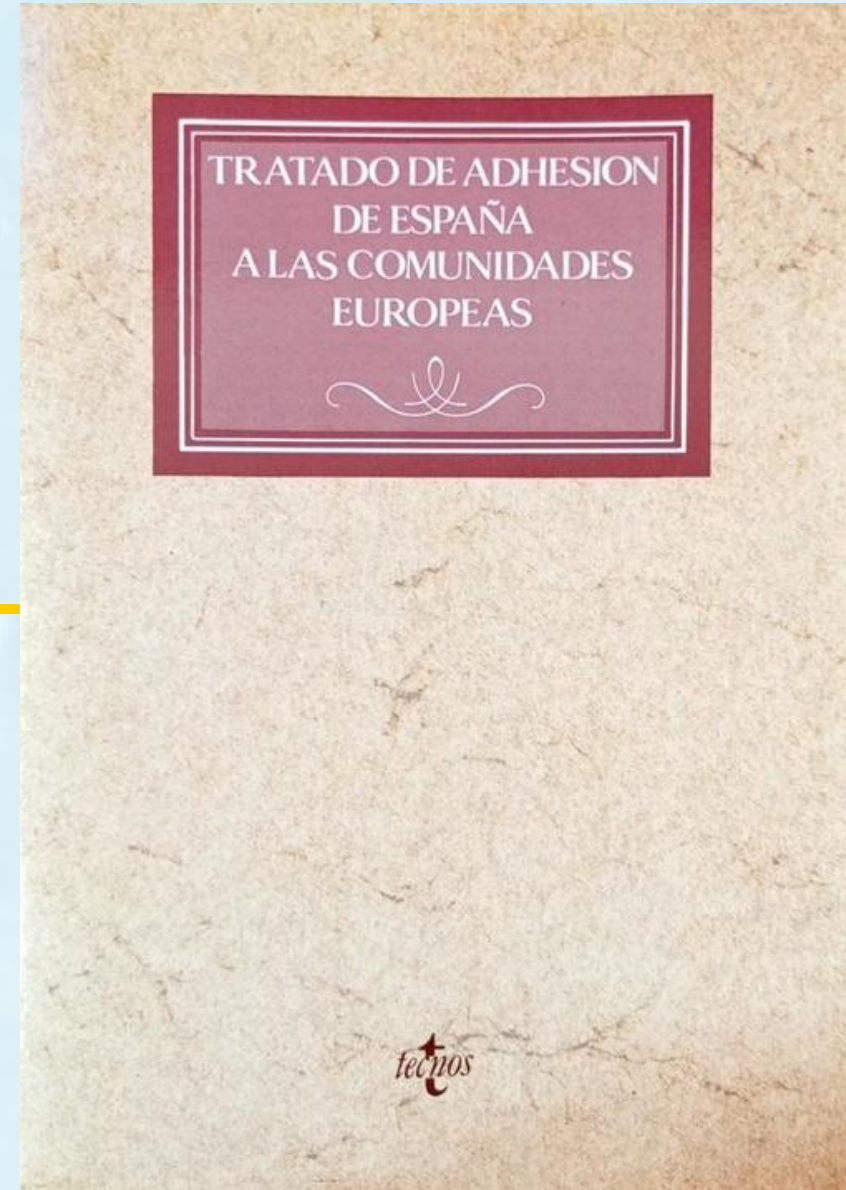 TRATADO DE ADHESION
DE ESPAÑA
A LAS COMUNIDADES
EUROPEAS
tecnos